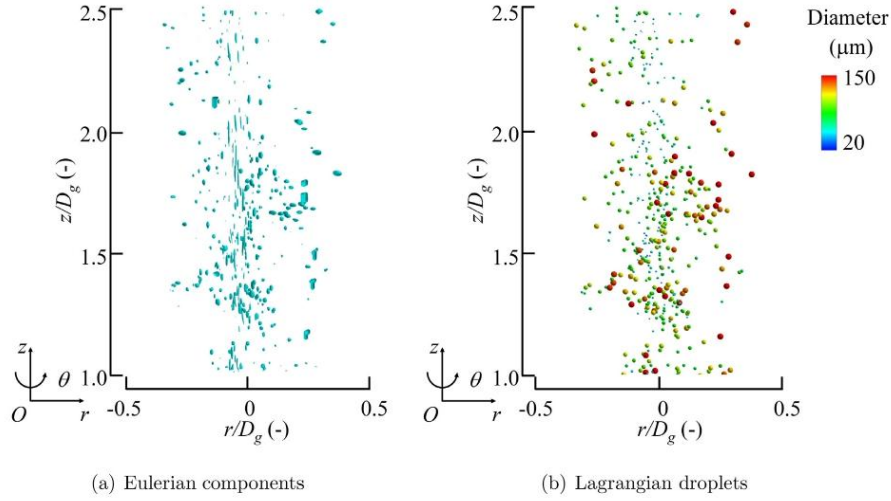 2.5
2.0
1.5
1.0
z/D_g (-)
z
θ
O
r
-0.5
0
0.5
r/D_g (-)
(a) Eulerian components
2.5
2.0
1.5
1.0
z/D_g (-)
z
θ
O
r
-0.5
0
0.5
r/D_g (-)
(b) Lagrangian droplets
Diameter
(μm)
150
20